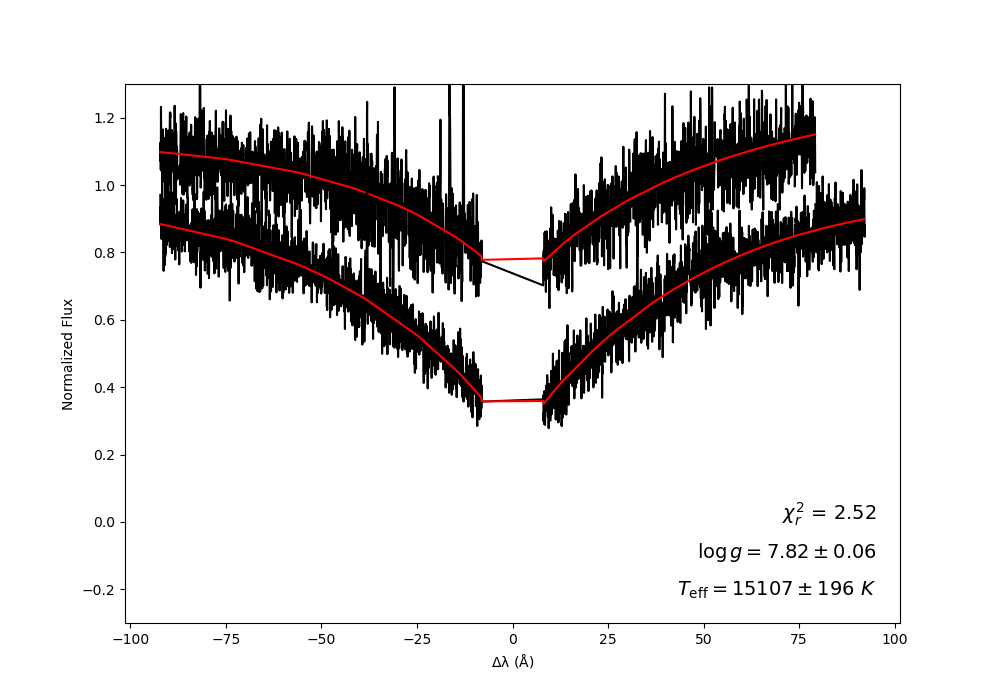 1.2
1.0
0.8
0.6
0.4
0.2
0.0
−0.2
Normalized Flux
χ²ᵣ = 2.52
log g = 7.82 ± 0.06
T_eff = 15107 ± 196 K
−100 −75 −50 −25 0 25 50 75 100
Δλ (Å)